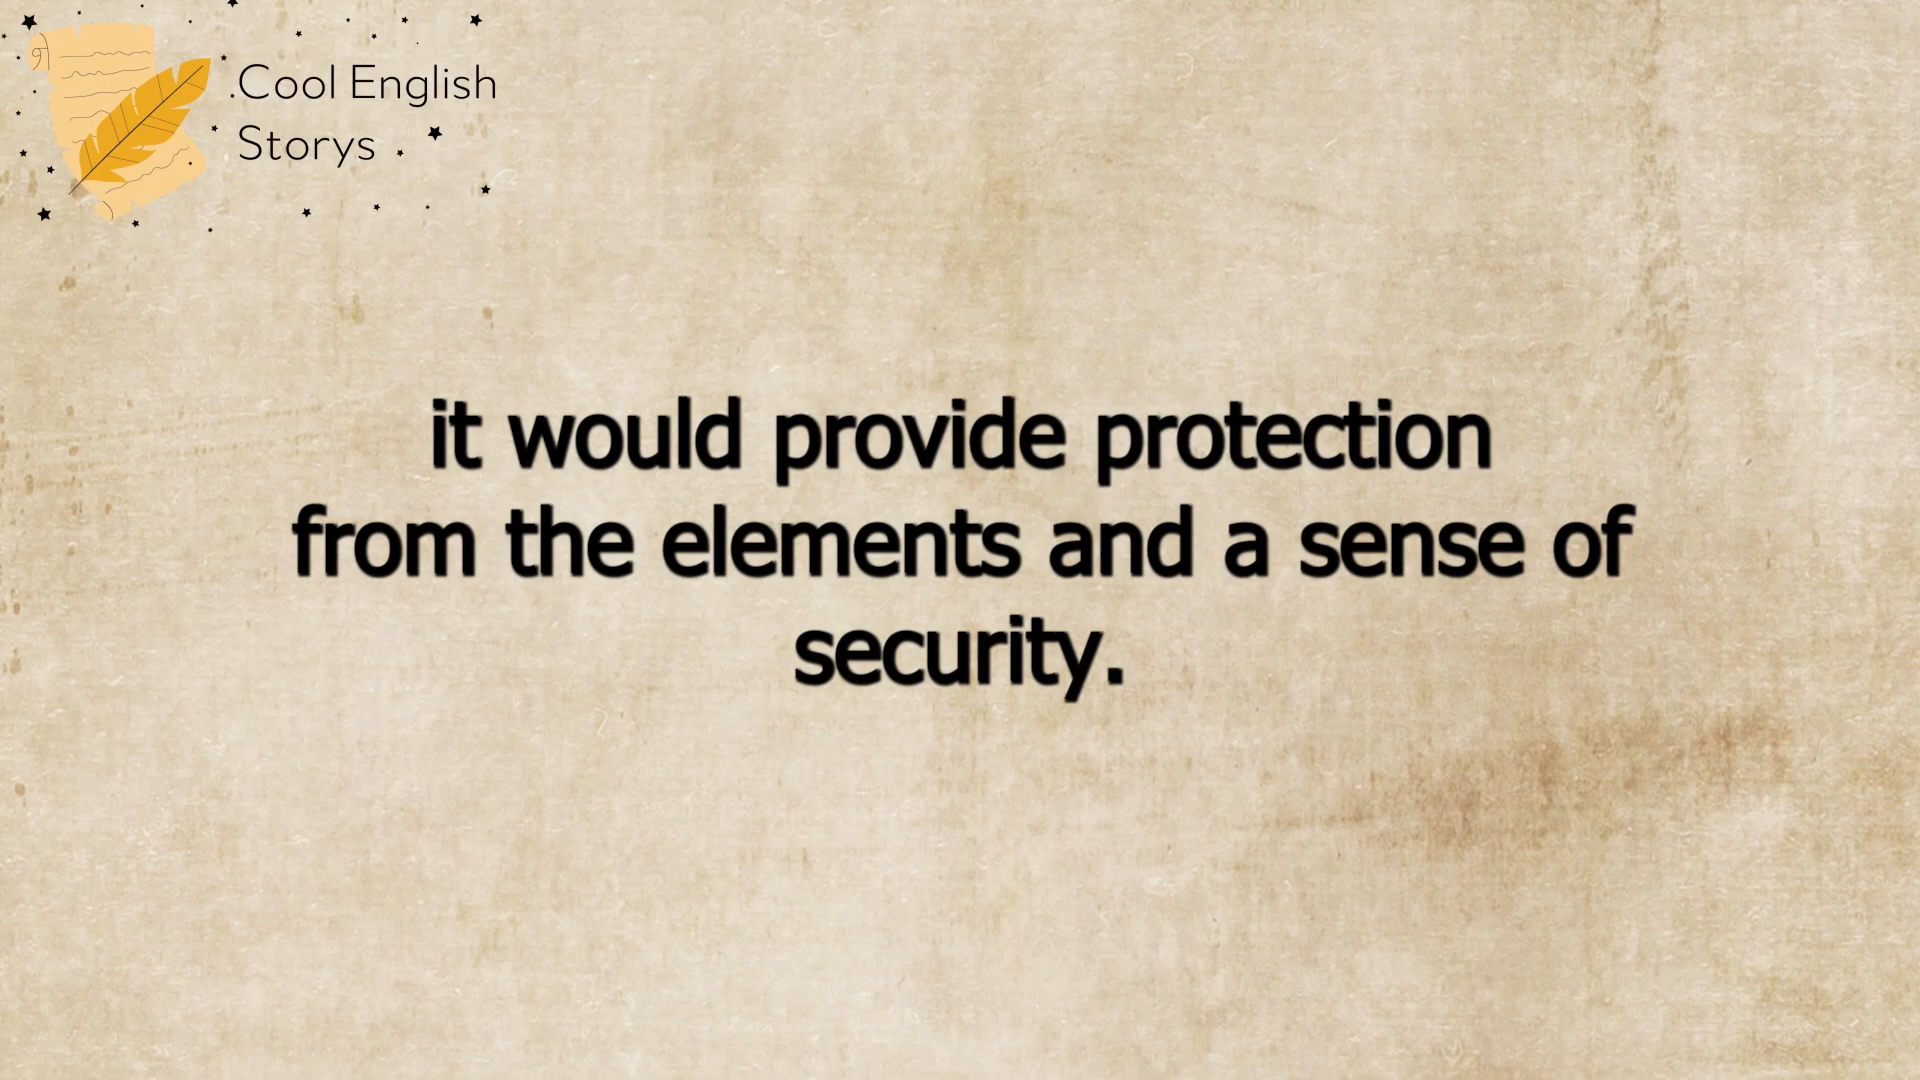 .Cool English
Storys
it would provide protection
from the elements and a sense of
security.